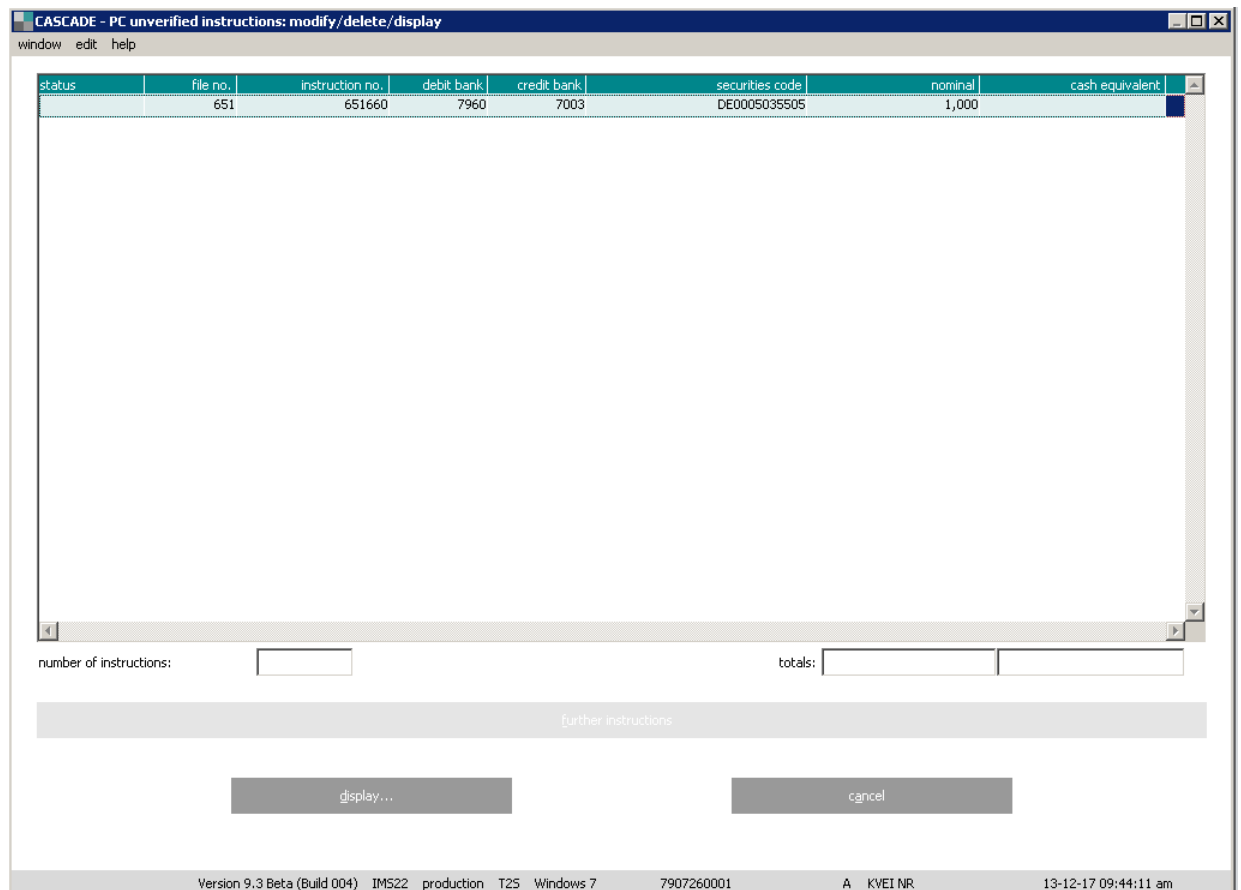 CASCADE - PC unverified instructions: modify/delete/display
window edit help
status file no. instruction no. debit bank credit bank securities code nominal cash equivalent
651 651660 7960 7003 DE0005035505 1,000
number of instructions: totals:
further instructions
display... cancel
Version 9.3 Beta (Build 004) IMS22 production T2S Windows 7 7907260001 A KVEI NR 13-12-17 09:44:11 am